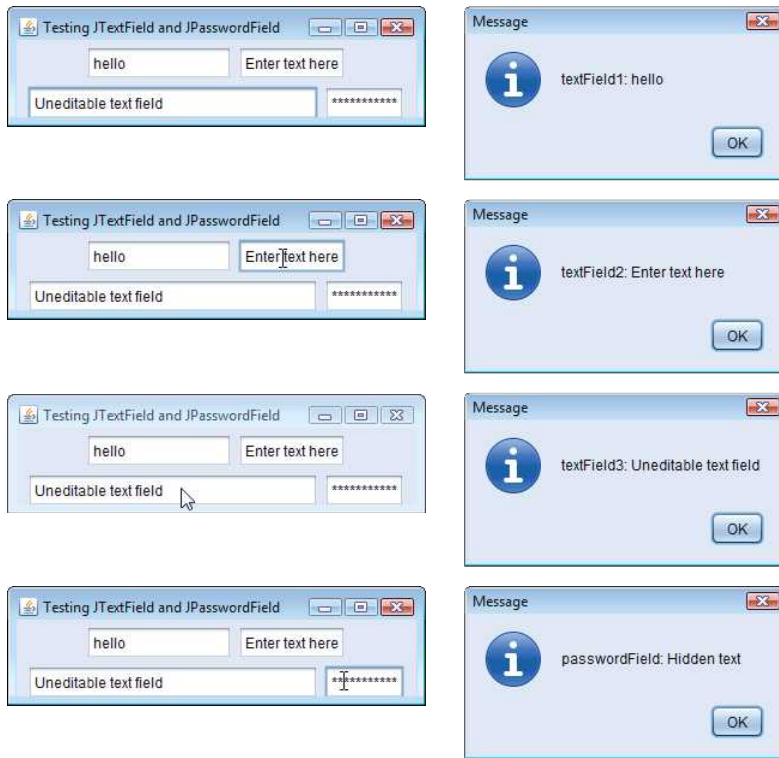 Testing JTextField and JPasswordField
hello
Enter text here
Uneditable text field
***********
Message
textField1: hello
OK
Testing JTextField and JPasswordField
hello
Enter text here
Uneditable text field
***********
Message
textField2: Enter text here
OK
Testing JTextField and JPasswordField
hello
Enter text here
Uneditable text field
***********
Message
textField3: Uneditable text field
OK
Testing JTextField and JPasswordField
hello
Enter text here
Uneditable text field
***********
Message
passwordField: Hidden text
OK